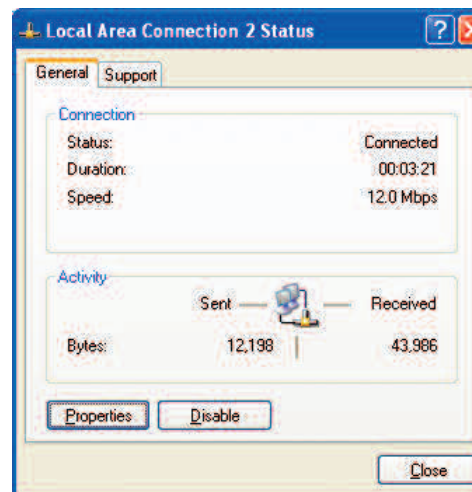 Local Area Connection 2 Status
General Support
Connection
Status: Connected
Duration: 00:03:21
Speed: 12.0 Mbps
Activity
Sent Received
Bytes: 12,198 43,986
Properties Disable
Close